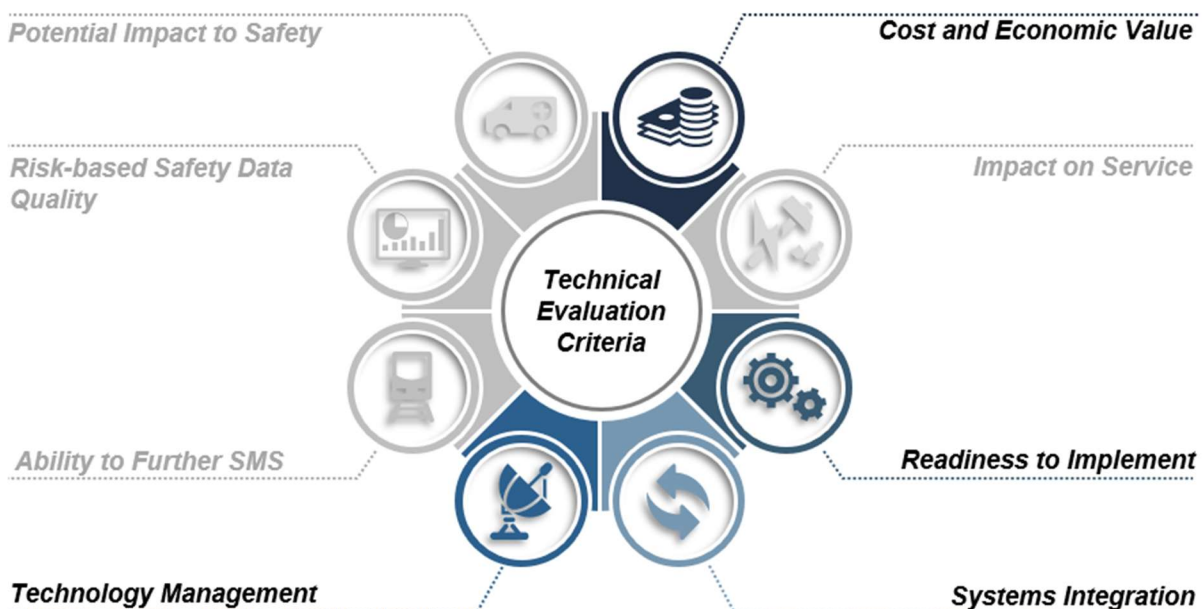 Potential Impact to Safety
Cost and Economic Value
Risk-based Safety Data
Quality
Impact on Service
Technical
Evaluation
Criteria
Ability to Further SMS
Readiness to Implement
Technology Management
Systems Integration